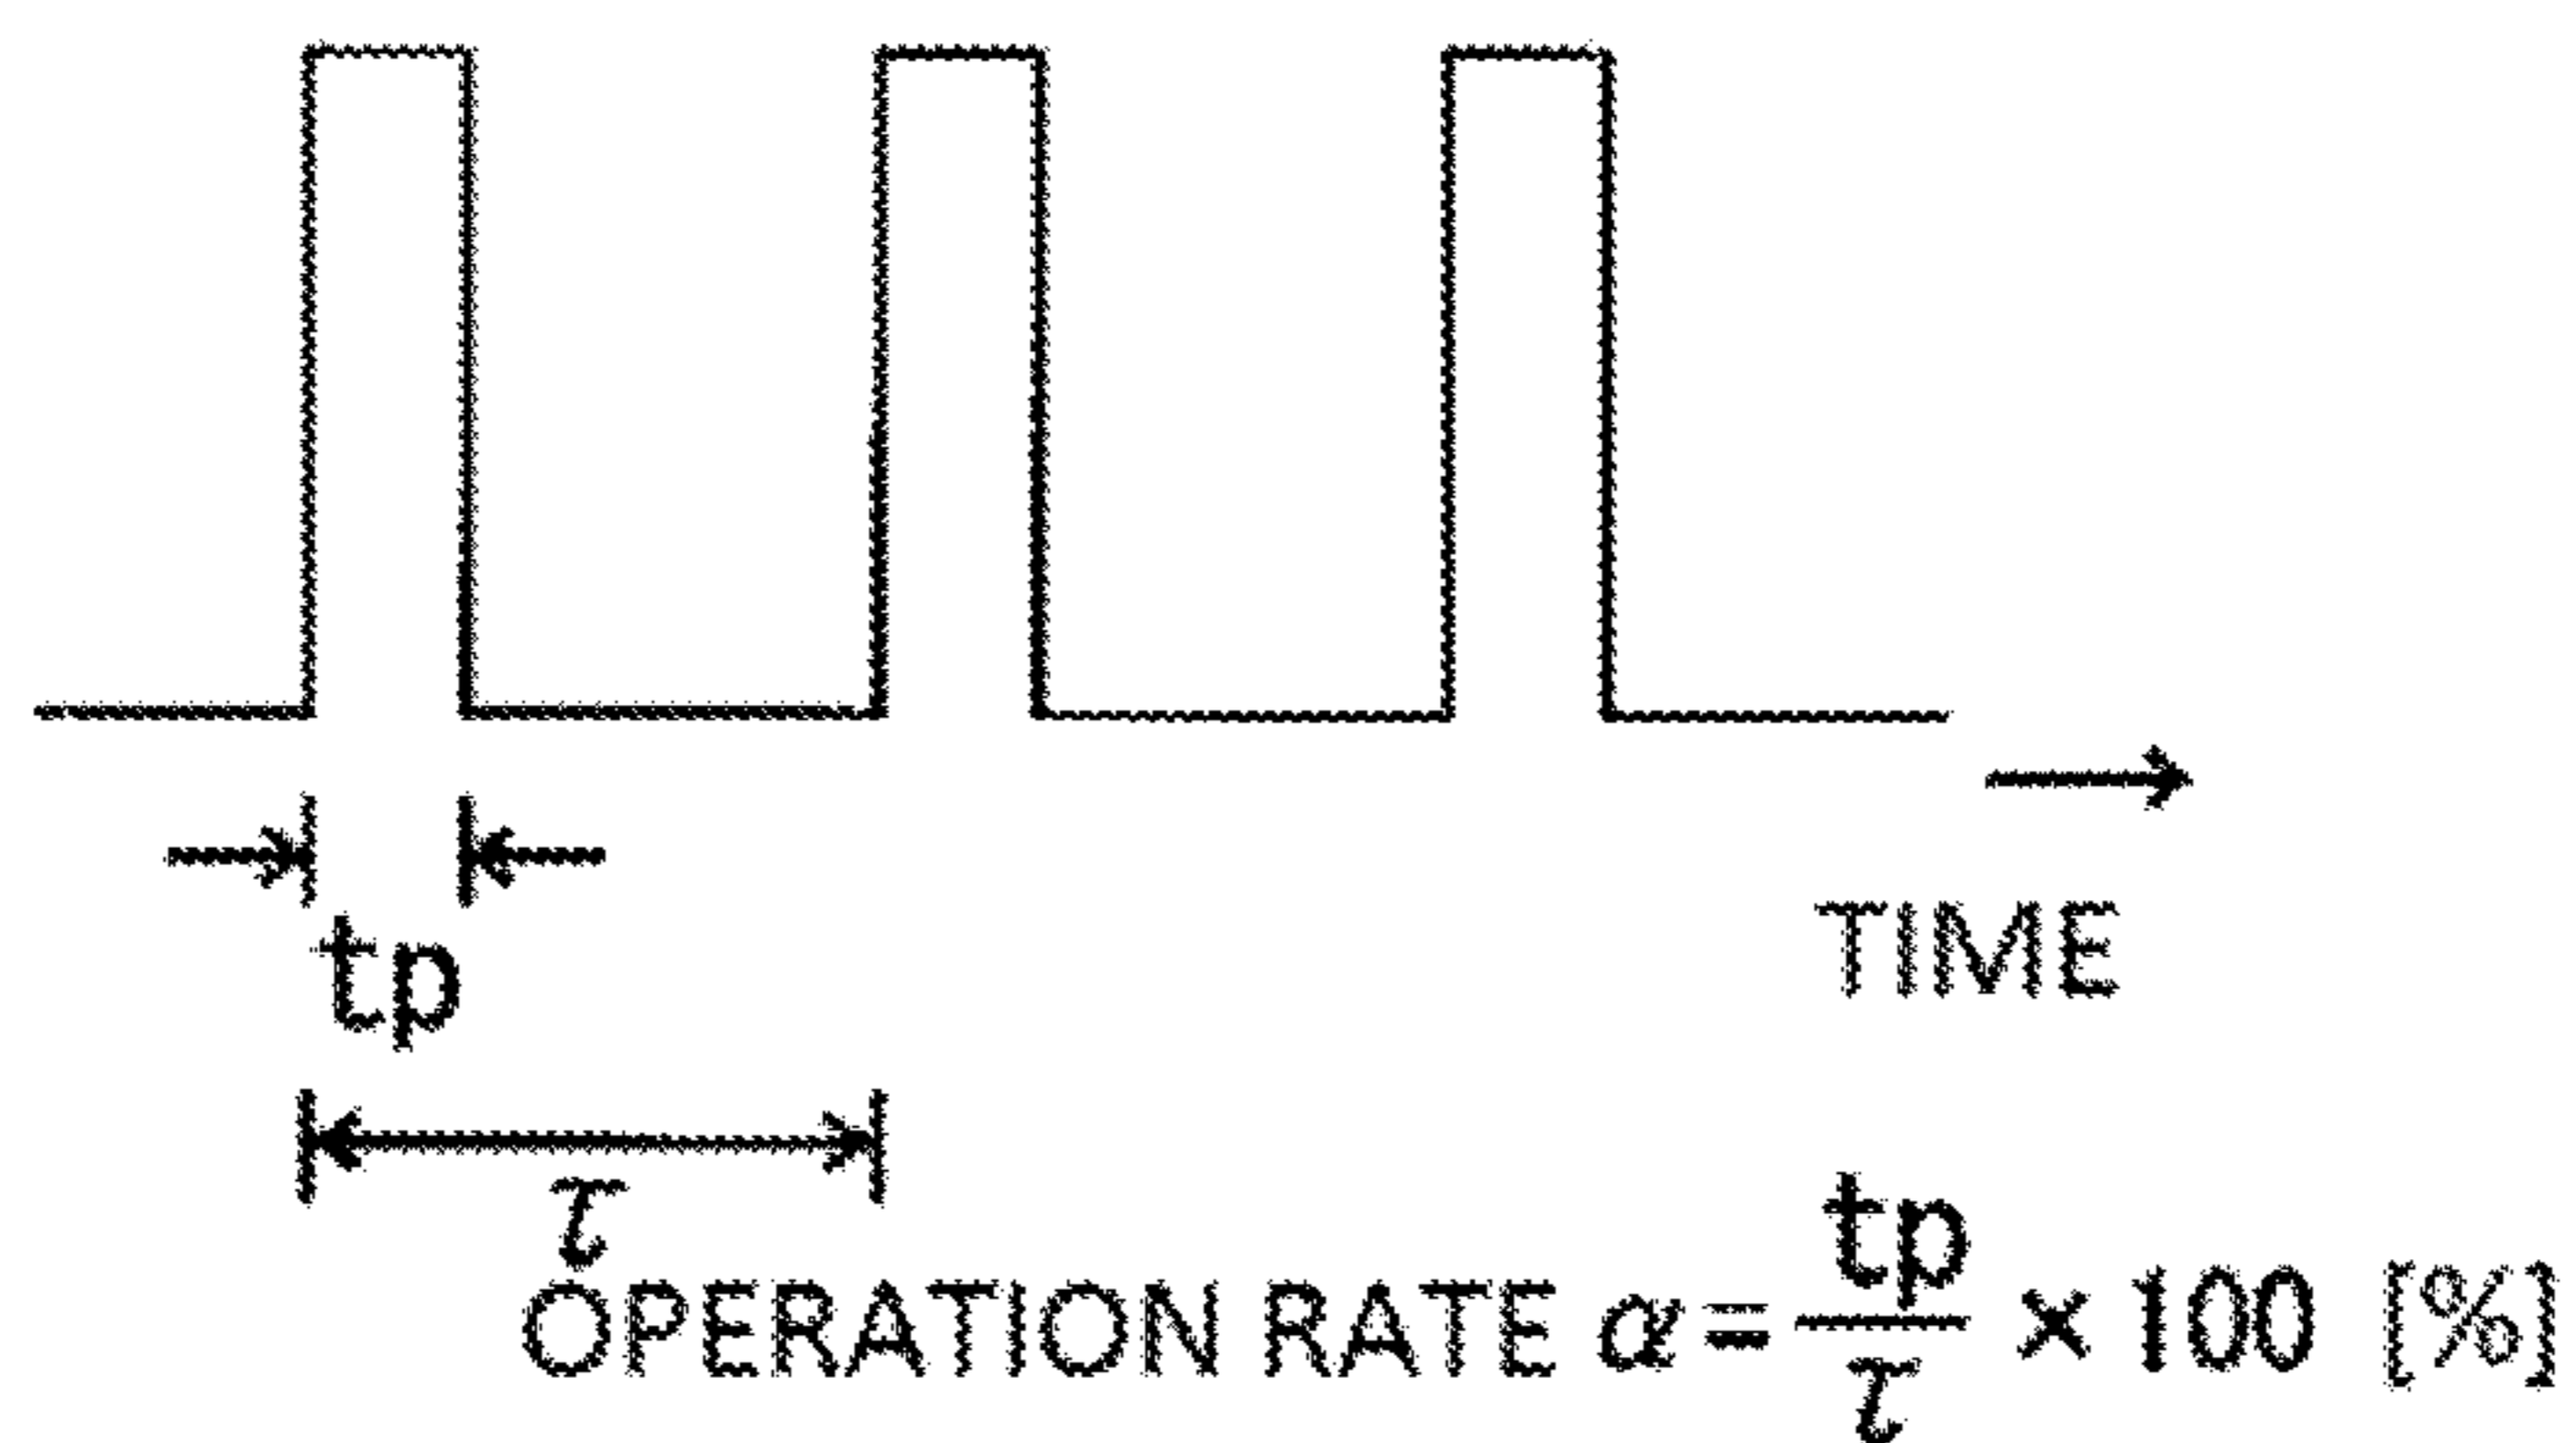 tp
TIME
τ
OPERATION RATE α = tp/τ × 100 [%]